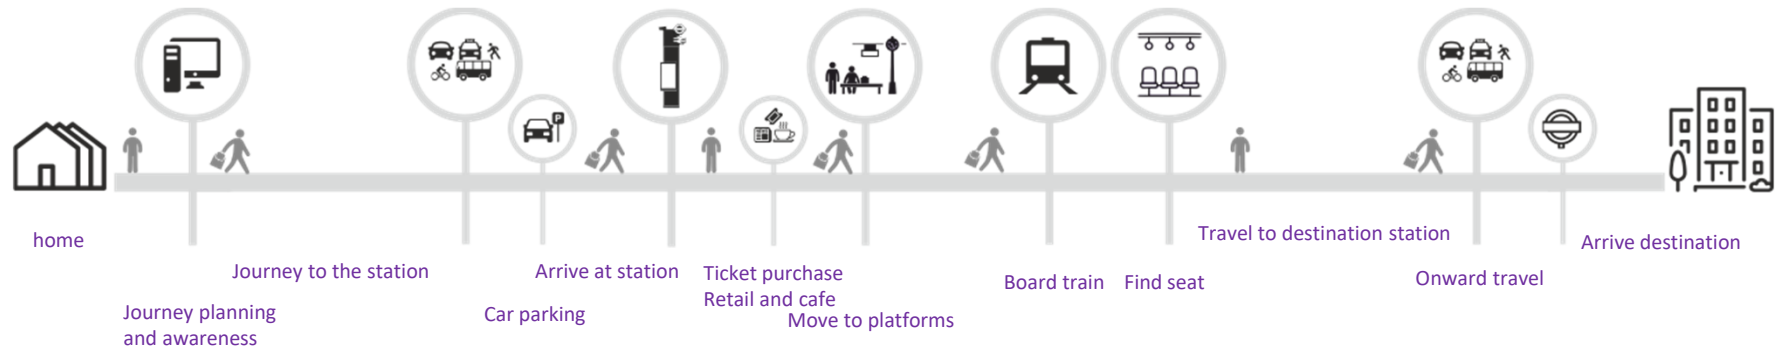 home
Journey planning
and awareness
Journey to the station
Car parking
Arrive at station
Ticket purchase
Retail and cafe
Move to platforms
Board train
Find seat
Travel to destination station
Onward travel
Arrive destination
P